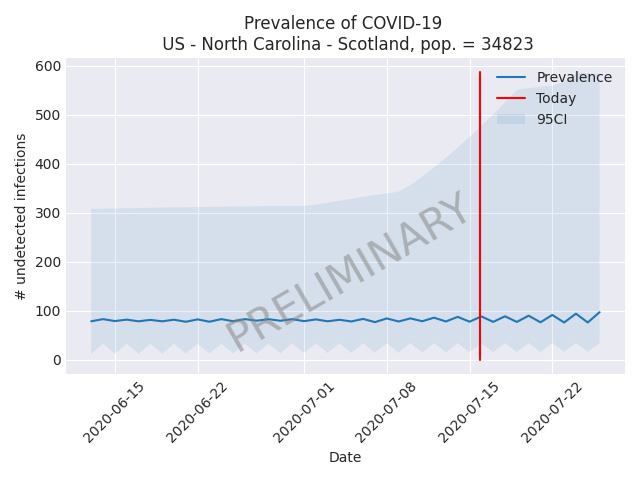 Prevalence of COVID-19
US - North Carolina - Scotland, pop. = 34823
600
500
400
300
200
100
0
# undetected infections
Prevalence
Today
95CI
PRELIMINARY
2020-06-15
2020-06-22
2020-07-01
2020-07-08
2020-07-15
2020-07-22
Date